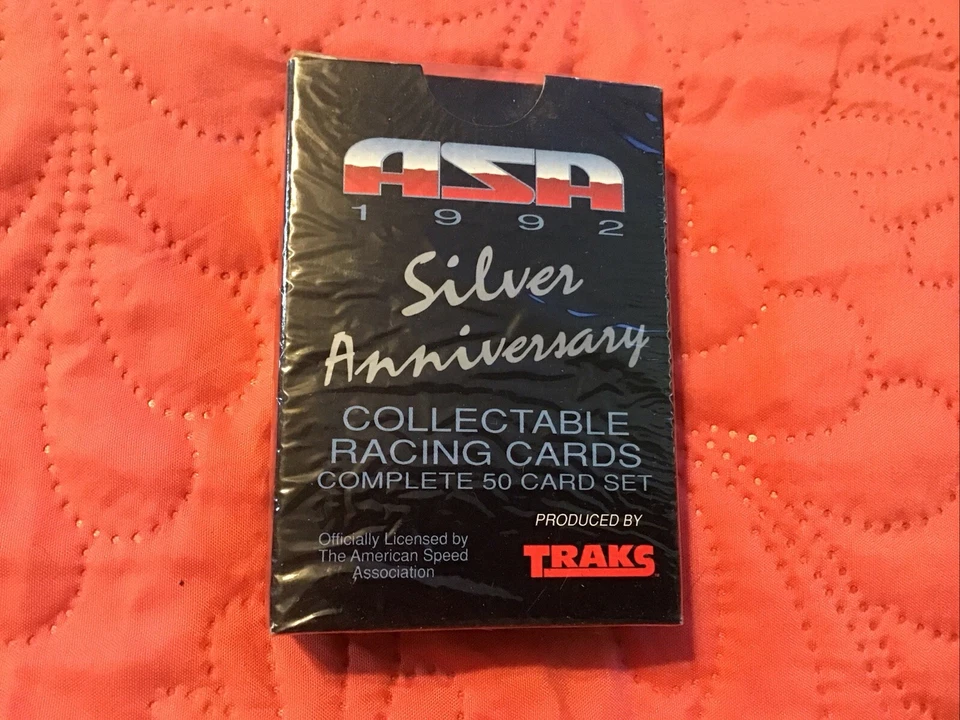 ASA
1992
Silver
Anniversary
COLLECTABLE
RACING CARDS
COMPLETE 50 CARD SET
PRODUCED BY
TRAKS
Officially Licensed by
The American Speed
Association